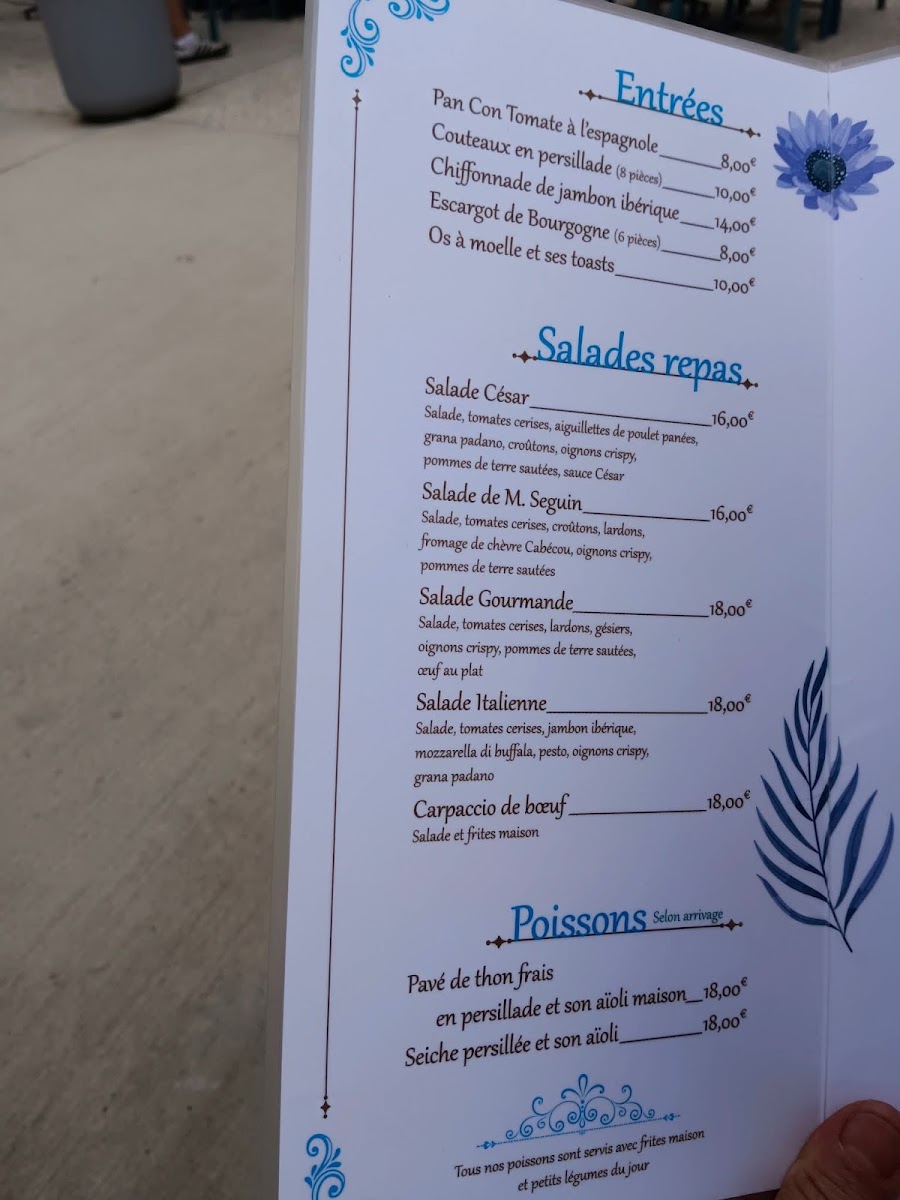 Entrées
Pan Con Tomate à l'espagnole 8,00€
Couteaux en persillade (8 pièces) 10,00€
Chiffonnade de jambon ibérique 14,00€
Escargot de Bourgogne (6 pièces) 8,00€
Os à moelle et ses toasts 10,00€
Salades repas
Salade César 16,00€
Salade, tomates cerises, aiguillettes de poulet panées,
grana padano, croûtons, oignons crispy,
pommes de terre sautées, sauce César
Salade de M. Seguin 16,00€
Salade, tomates cerises, croûtons, lardons,
fromage de chèvre Cabécou, oignons crispy,
pommes de terre sautées
Salade Gourmande 18,00€
Salade, tomates cerises, lardons, gésiers,
oignons crispy, pommes de terre sautées,
œuf au plat
Salade Italienne 18,00€
Salade, tomates cerises, jambon ibérique,
mozzarella di buffala, pesto, oignons crispy,
grana padano
Carpaccio de bœuf 18,00€
Salade et frites maison
Poissons Selon arrivage
Pavé de thon frais
en persillade et son aïoli maison 18,00€
Seiche persillée et son aïoli 18,00€
Tous nos poissons sont servis avec frites maison
et petits légumes du jour